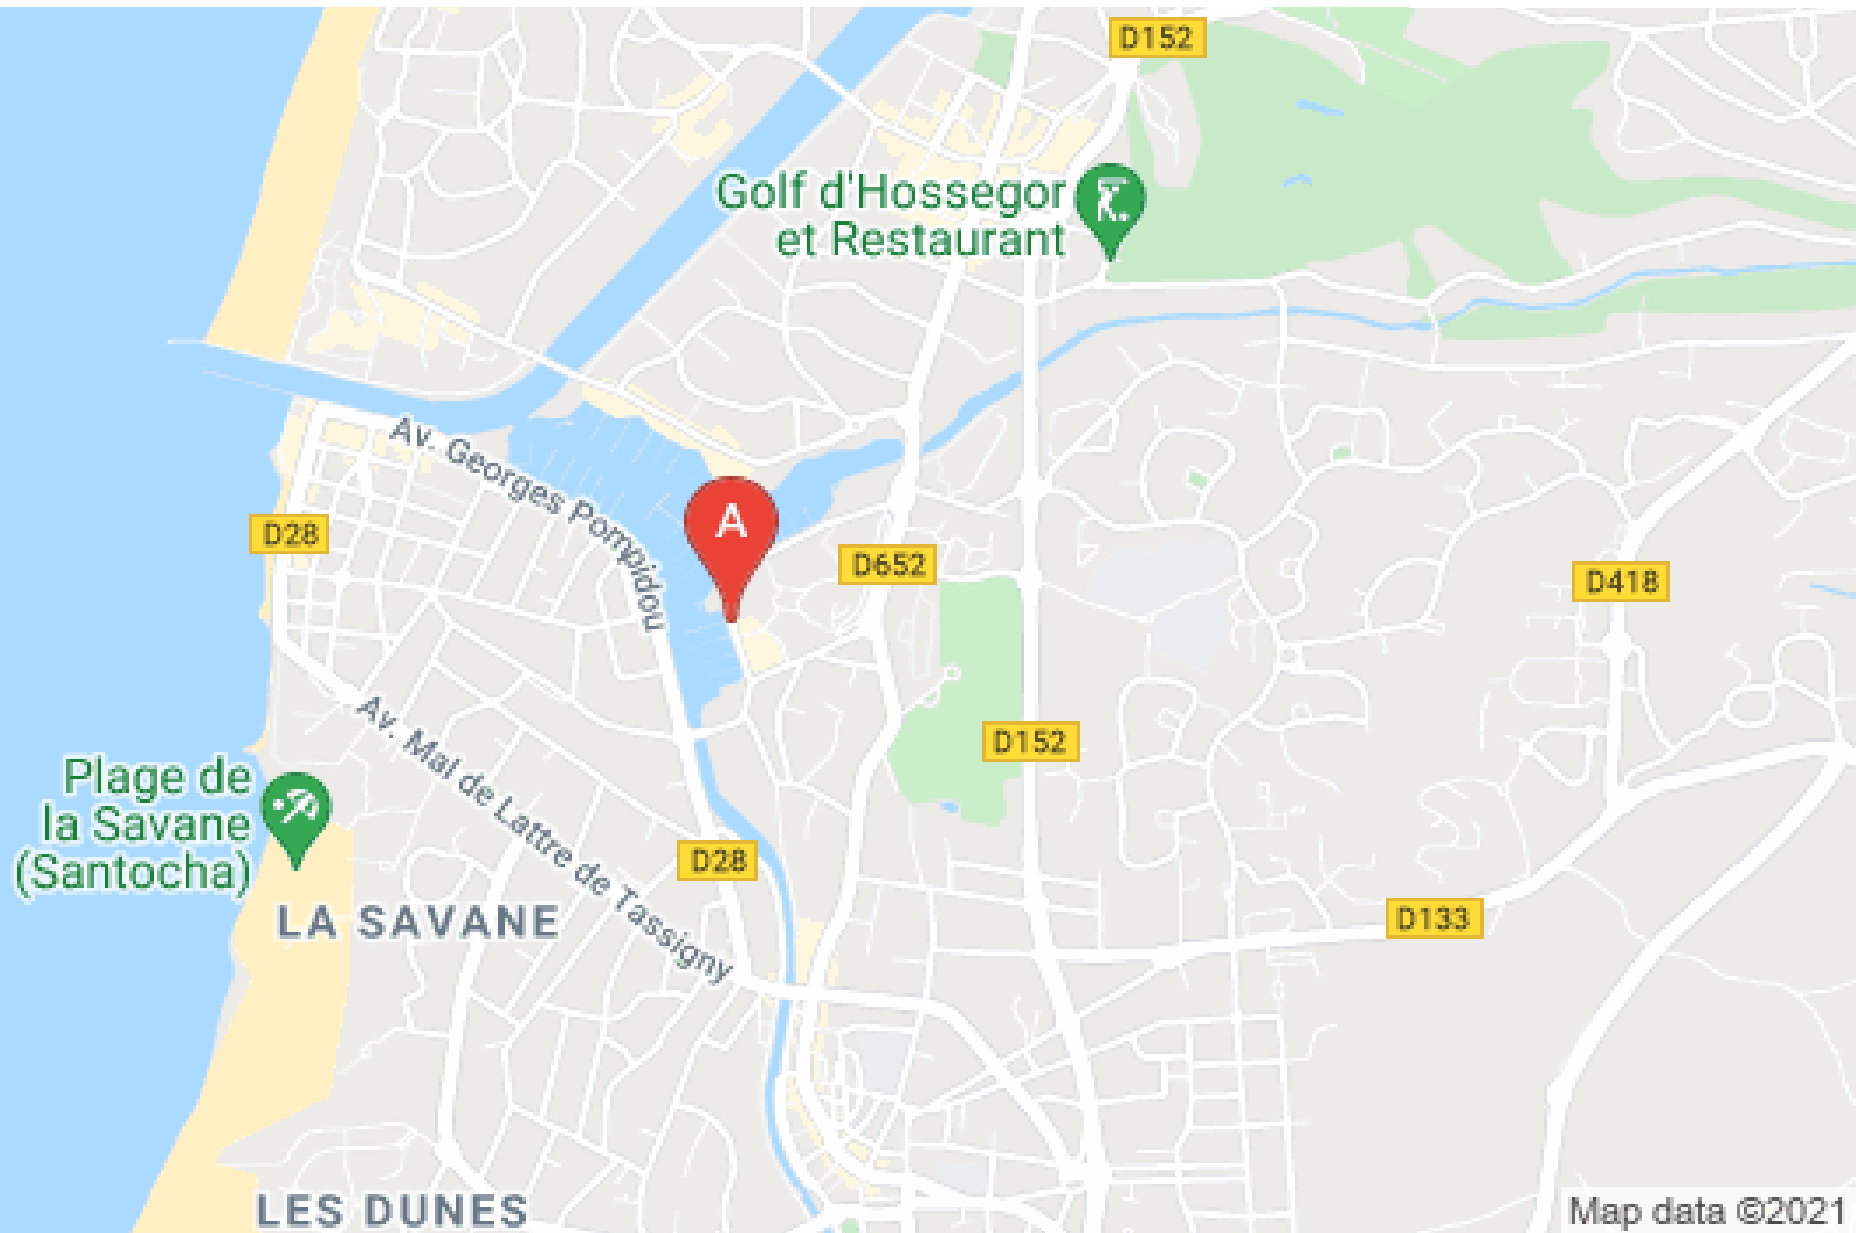 D152
Golf d'Hossegor
et Restaurant
Av. Georges Pompidou
A
D28
D652
D418
Av. Mal de Lattre de Tassigny
D152
Plage de
la Savane
(Santocha)
D28
LA SAVANE
D133
LES DUNES
Map data ©2021